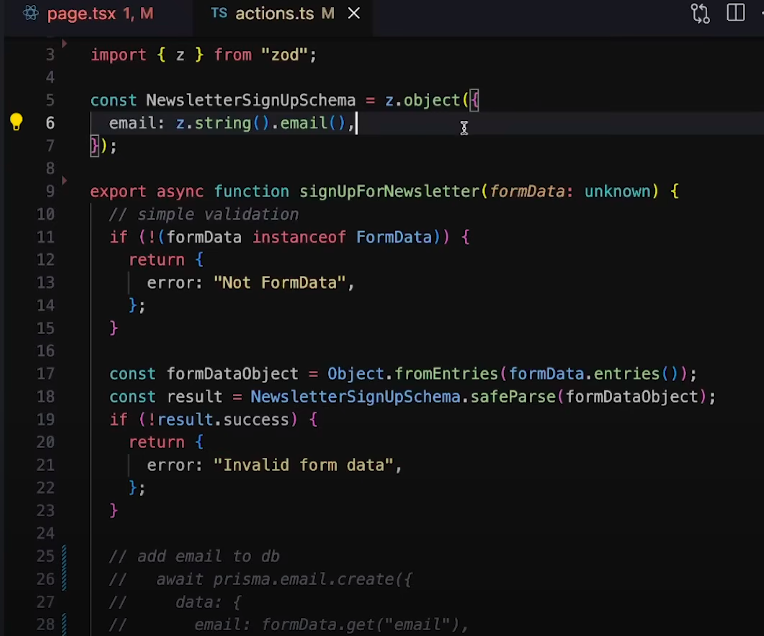 page.tsx 1, M
TS actions.ts M
3 import { z } from "zod";
4
5 const NewsletterSignUpSchema = z.object({
6 email: z.string().email(),
7 });
8
9 export async function signUpForNewsletter(formData: unknown) {
10 // simple validation
11 if (!(formData instanceof FormData)) {
12 return {
13 error: "Not FormData",
14 };
15 }
16
17 const formDataObject = Object.fromEntries(formData.entries());
18 const result = NewsletterSignUpSchema.safeParse(formDataObject);
19 if (!result.success) {
20 return {
21 error: "Invalid form data",
22 };
23 }
24
25 // add email to db
26 // await prisma.email.create({
27 // data: {
28 // email: formData.get("email"),